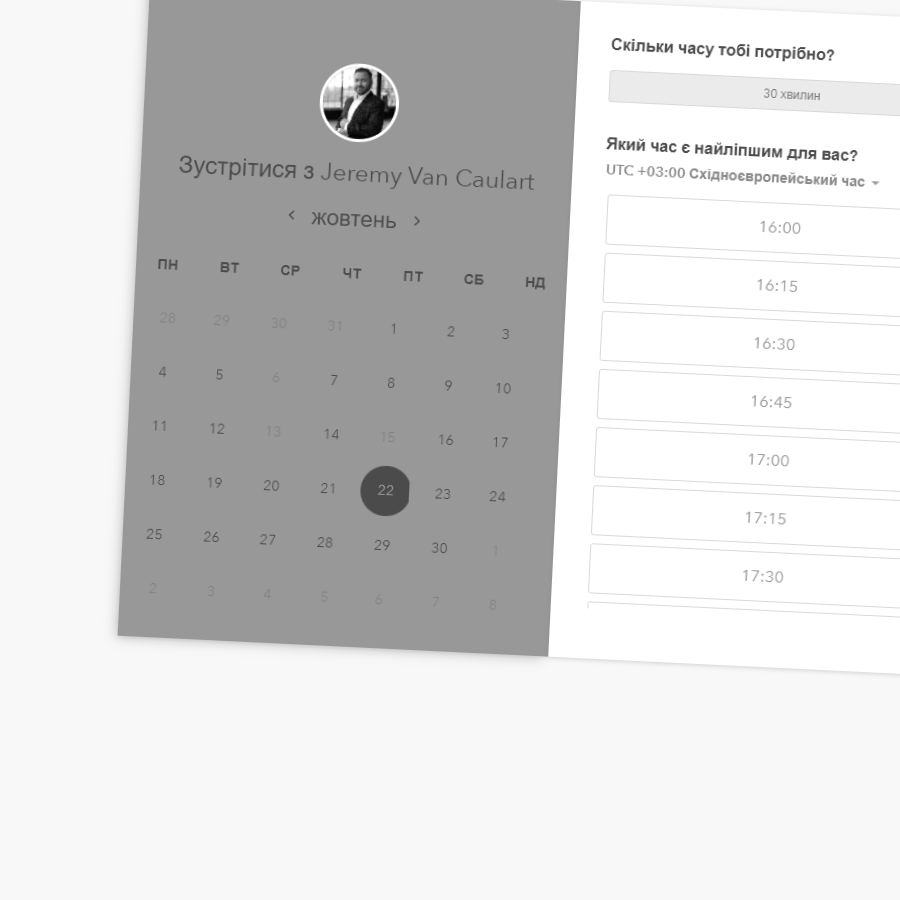 Зустрітися з Jeremy Van Caulart
‹ жовтень ›
ПН ВТ СР ЧТ ПТ СБ НД
28 29 30 31 1 2 3
4 5 6 7 8 9 10
11 12 13 14 15 16 17
18 19 20 21 22 23 24
25 26 27 28 29 30 1
2 3 4 5 6 7 8
Скільки часу тобі потрібно?
30 хвилин
Який час є найліпшим для вас?
UTC +03:00 Східноєвропейський час
16:00
16:15
16:30
16:45
17:00
17:15
17:30